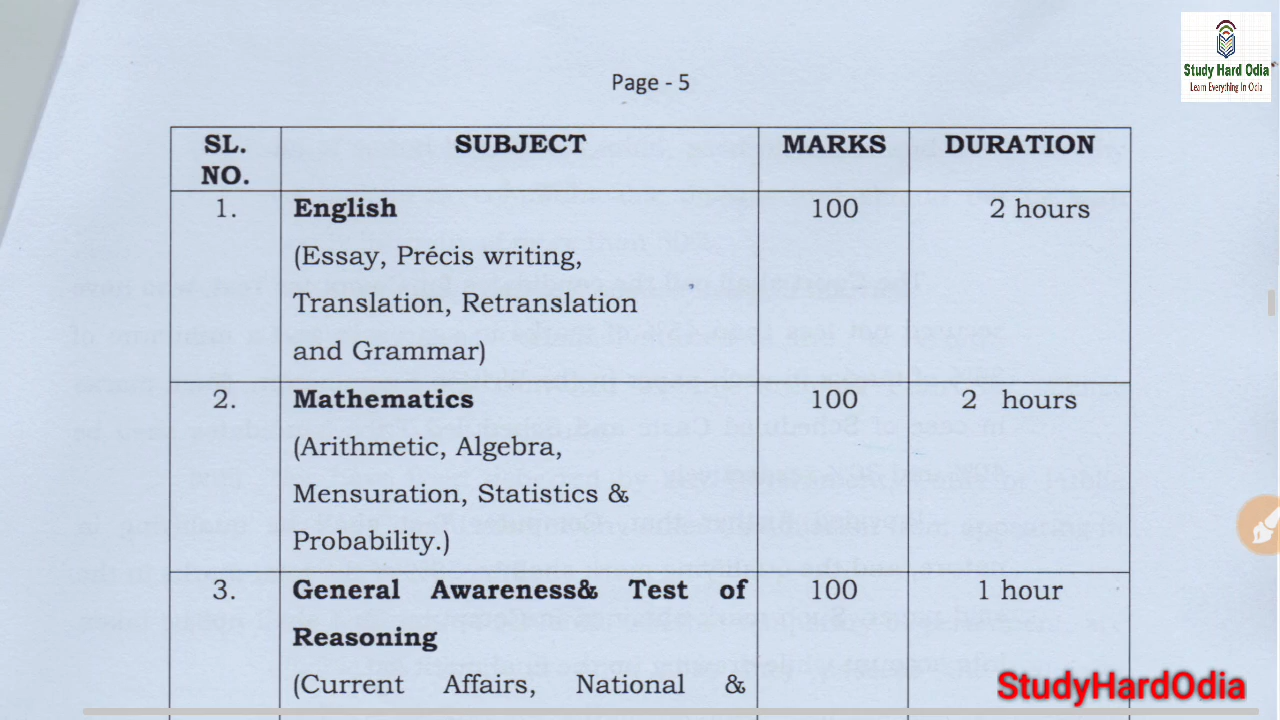 Study Hard Odia
Learn Everything In Odia
Page - 5
SL. NO. SUBJECT MARKS DURATION
1. English 100 2 hours
(Essay, Précis writing,
Translation, Retranslation
and Grammar)
2. Mathematics 100 2 hours
(Arithmetic, Algebra,
Mensuration, Statistics &
Probability.)
3. General Awareness& Test of 100 1 hour
Reasoning
(Current Affairs, National &
StudyHardOdia